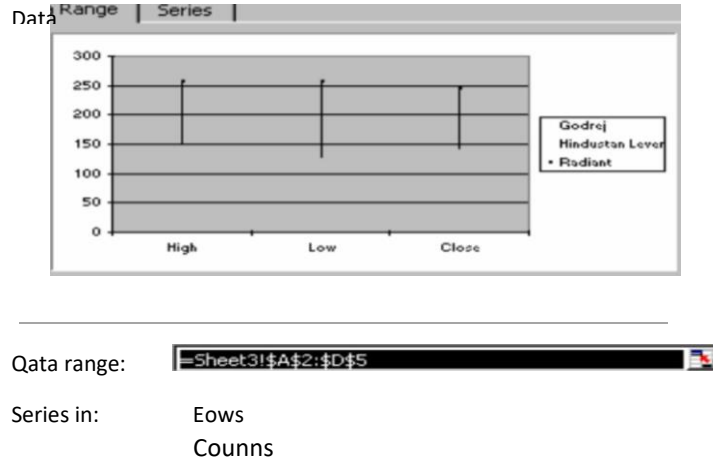 Data Range Series
300
250
200
150
100
50
0
High Low Close
Godrej
Hindustan Lever
Radiant
Qata range: =Sheet3!$A$2:$D$5
Series in: Eows
Counns